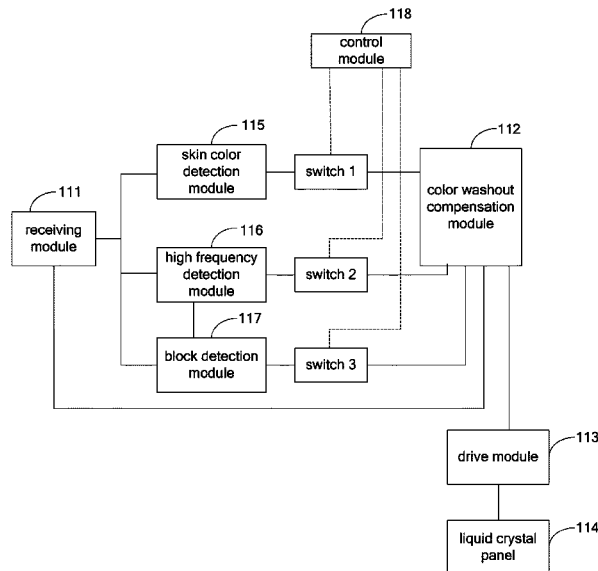 118
control
module
115
skin color
detection
module
switch 1
112
color washout
compensation
module
111
receiving
module
116
high frequency
detection
module
switch 2
117
block detection
module
switch 3
113
drive module
114
liquid crystal
panel